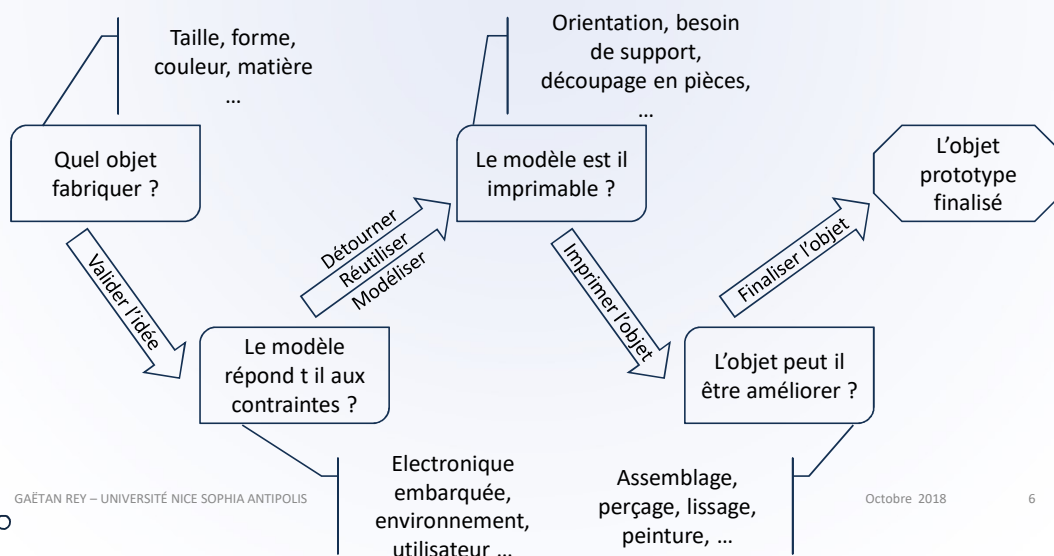 Taille, forme,
couleur, matière
...
Orientation, besoin
de support,
découpage en pièces,
...
Quel objet
fabriquer ?
Le modèle est il
imprimable ?
L'objet
prototype
finalisé
Valider l'idée
Détourner
Réutiliser
Modéliser
Imprimer l'objet
Finaliser l'objet
Le modèle
répond t il aux
contraintes ?
L'objet peut il
être améliorer ?
Electronique
embarquée,
environnement,
utilisateur ...
Assemblage,
perçage, lissage,
peinture, ...
GAËTAN REY – UNIVERSITÉ NICE SOPHIA ANTIPOLIS
Octobre 2018
6